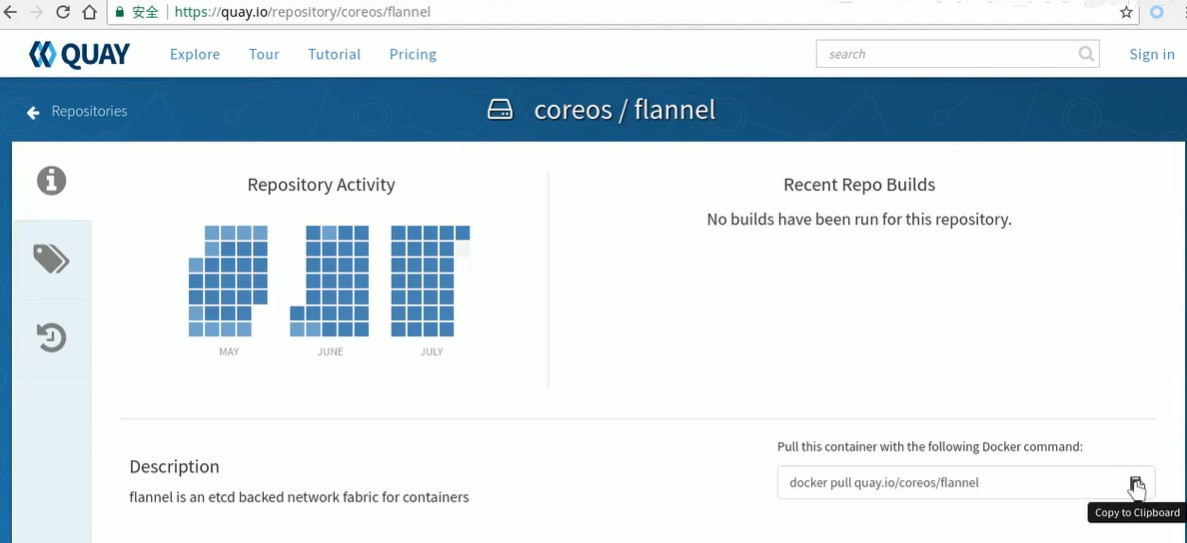 安全 https://quay.io/repository/coreos/flannel
QUAY Explore Tour Tutorial Pricing search Sign in
Repositories coreos / flannel
Repository Activity
Recent Repo Builds
No builds have been run for this repository.
MAY JUNE JULY
Pull this container with the following Docker command:
Description
docker pull quay.io/coreos/flannel
flannel is an etcd backed network fabric for containers
Copy to Clipboard